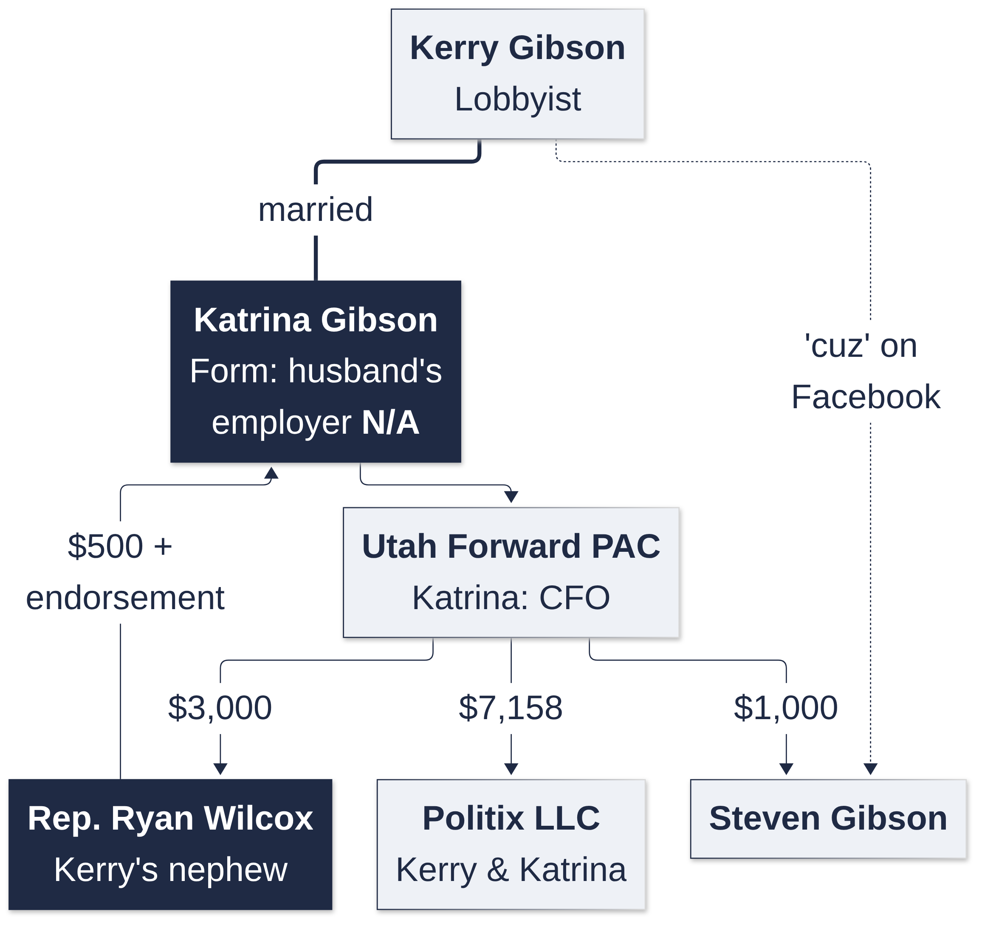 Kerry Gibson
Lobbyist
married
Katrina Gibson
Form: husband's
employer N/A
'cuz' on
Facebook
$500 +
endorsement
Utah Forward PAC
Katrina: CFO
$3,000
$7,158
$1,000
Rep. Ryan Wilcox
Kerry's nephew
Politix LLC
Kerry & Katrina
Steven Gibson